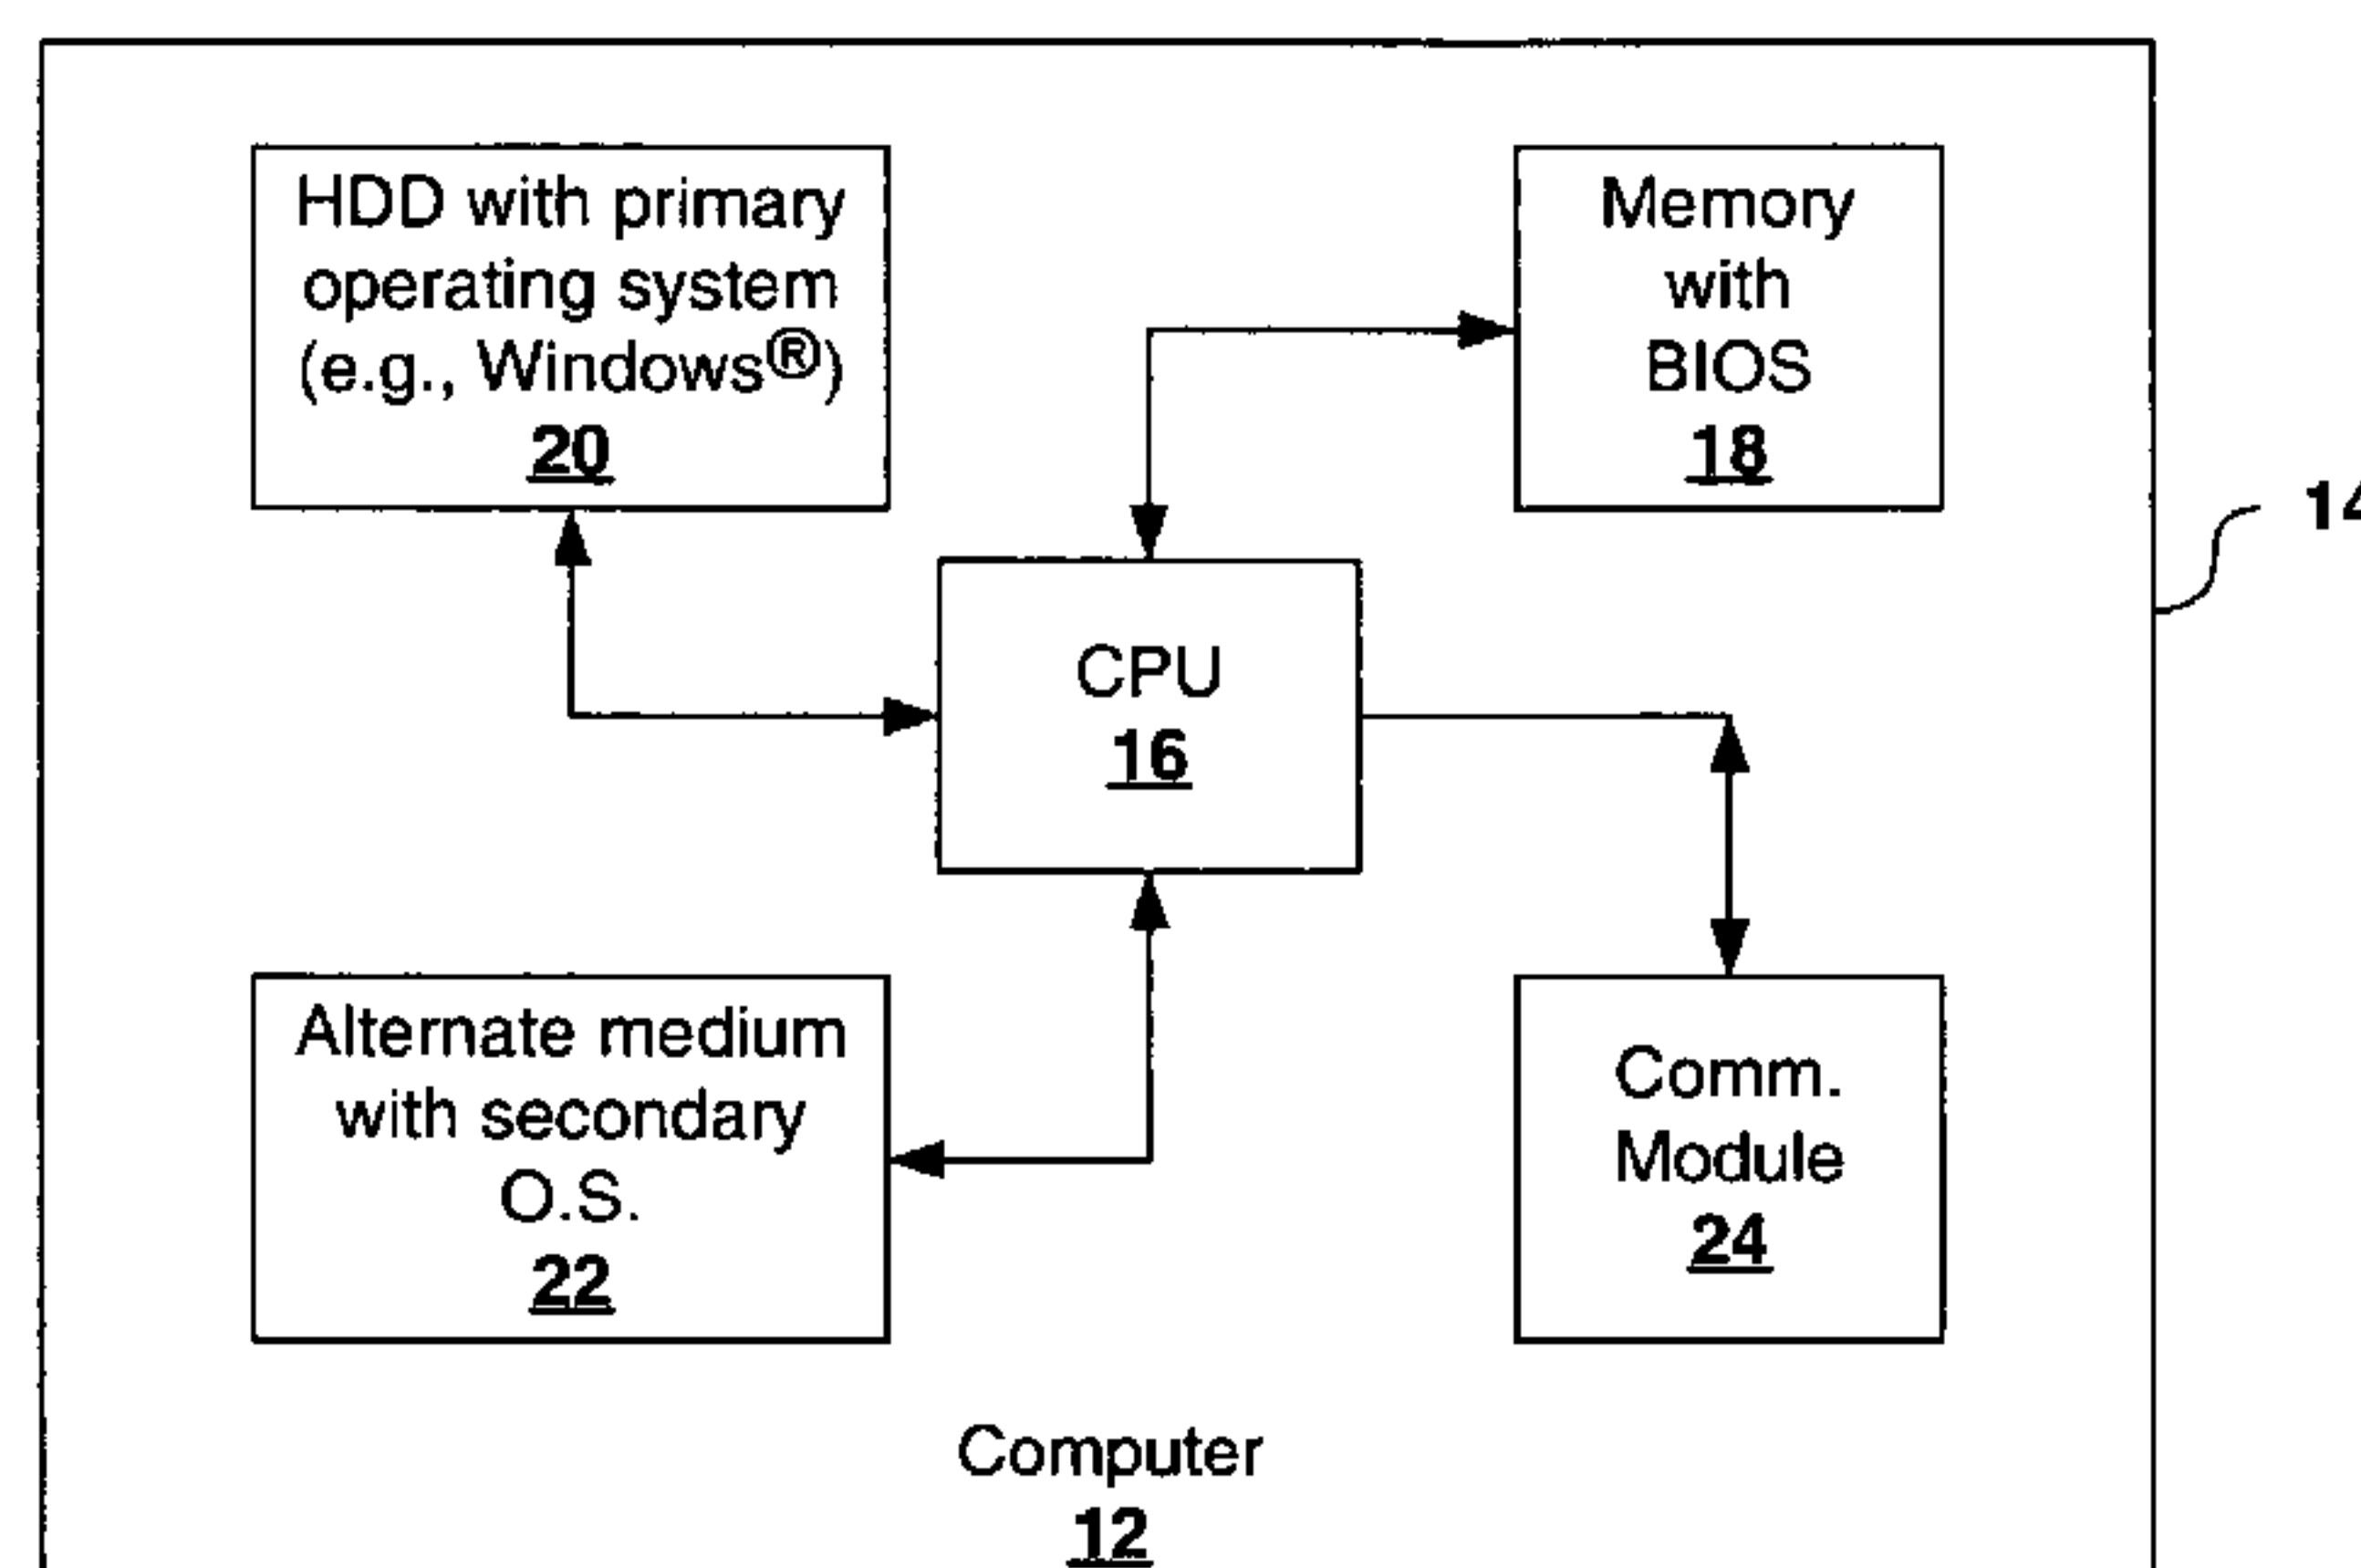 HDD with primary
operating system
(e.g., Windows®)
20
Memory
with
BIOS
18
14
CPU
16
Alternate medium
with secondary
O.S.
22
Comm.
Module
24
Computer
12